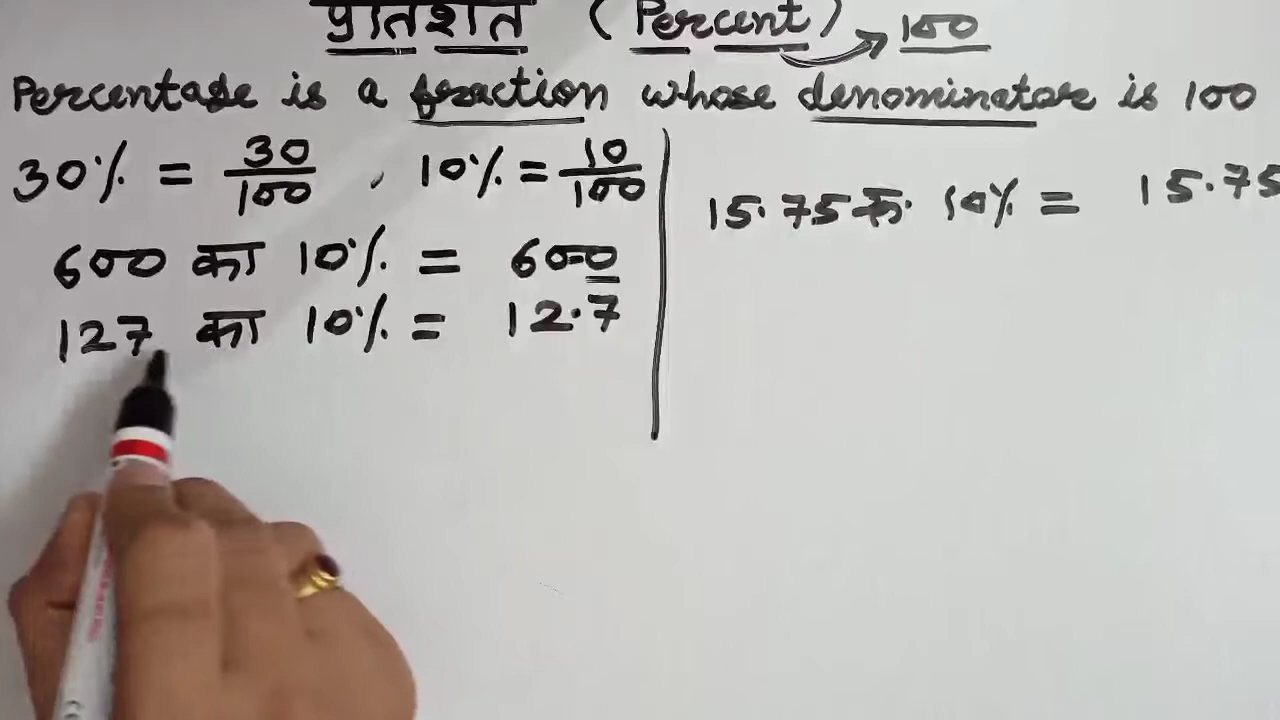 प्रतिशत (Percent) → 100
Percentage is a fraction whose denominator is 100
30% = 30/100 , 10% = 10/100
600 का 10% = 600
127 का 10% = 12.7
15.75 के 10% = 15.75